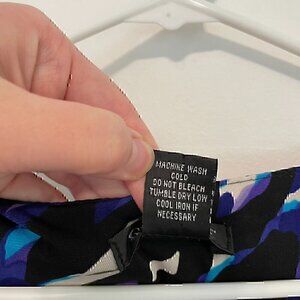 MACHINE WASH
COLD
DO NOT BLEACH
TUMBLE DRY LOW
COOL IRON IF
NECESSARY